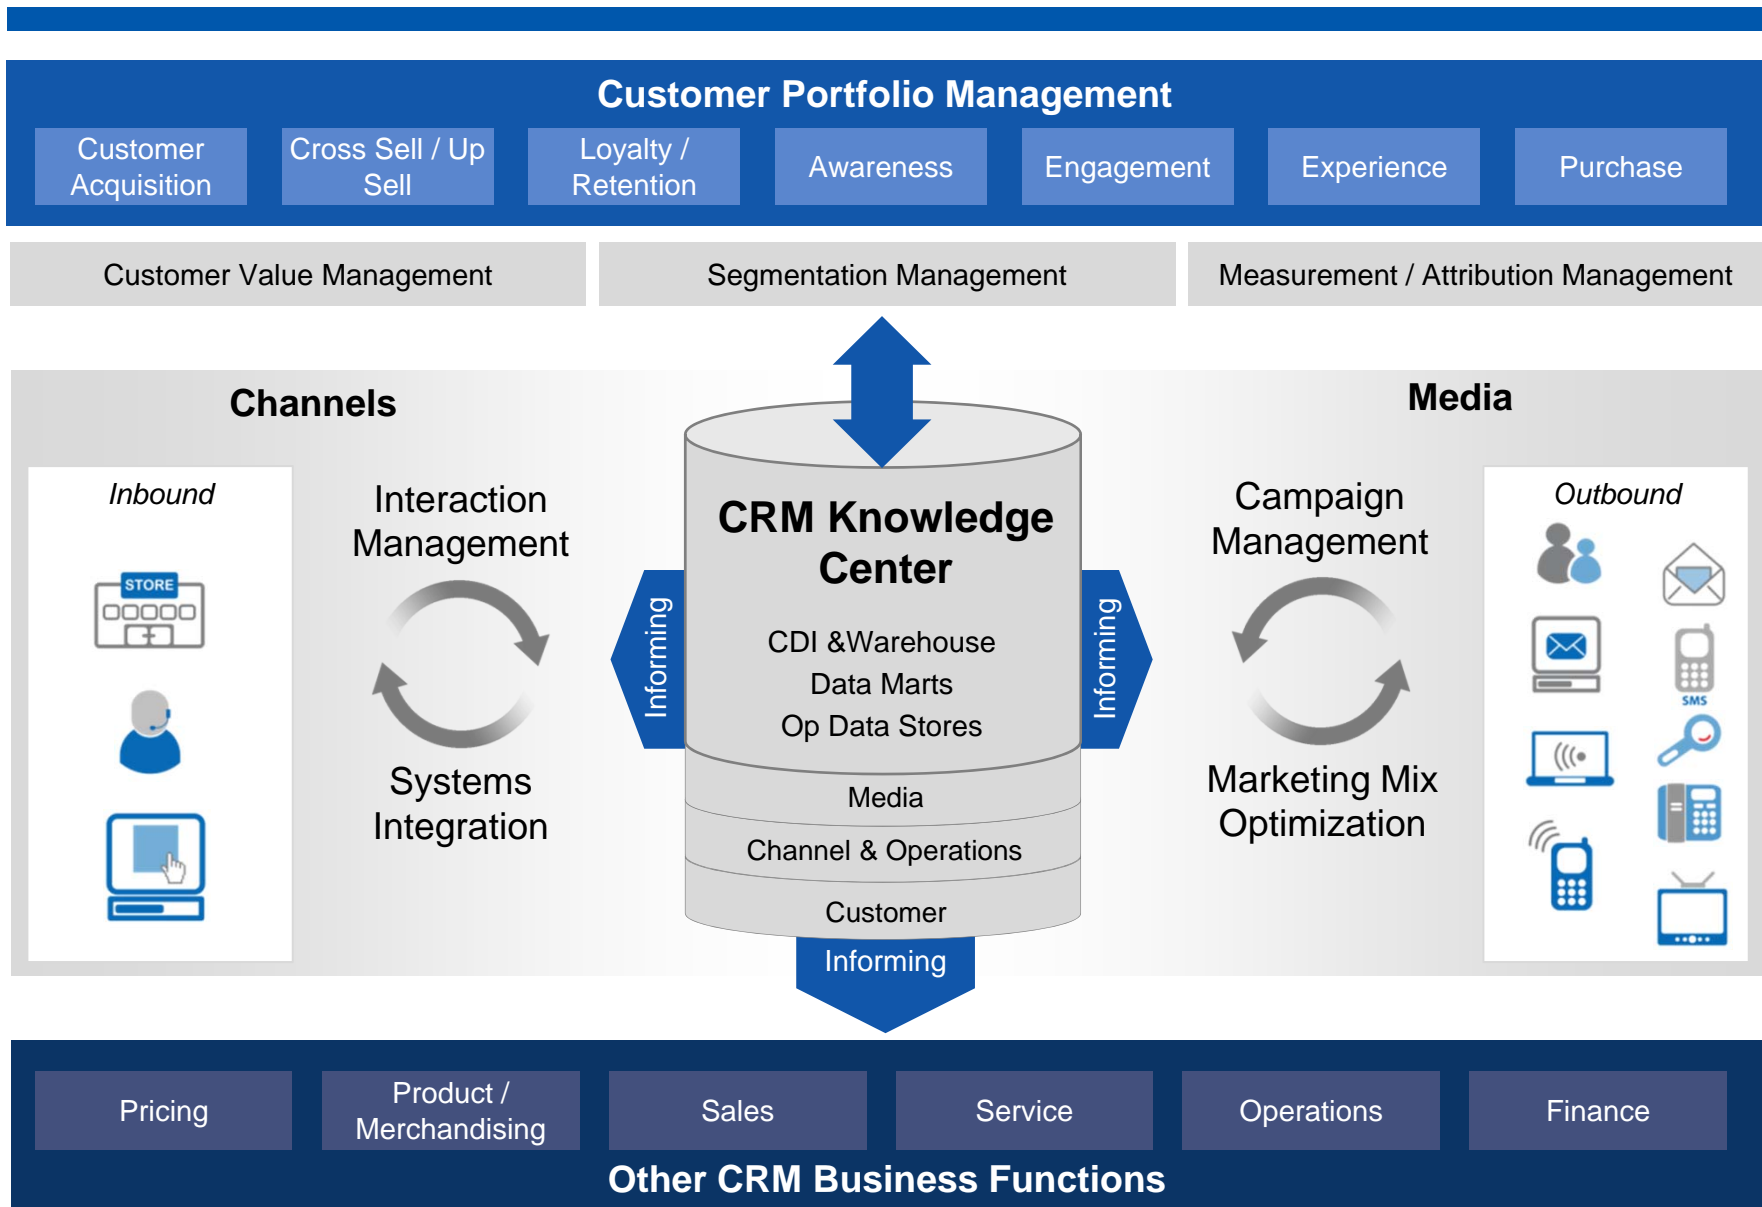 Customer Portfolio Management
Customer
Acquisition
Cross Sell / Up
Sell
Loyalty /
Retention
Awareness
Engagement
Experience
Purchase
Customer Value Management
Segmentation Management
Measurement / Attribution Management
Channels
Inbound
STORE
Interaction
Management
Systems
Integration
Informing
CRM Knowledge
Center
CDI &Warehouse
Data Marts
Op Data Stores
Media
Channel & Operations
Customer
Informing
Informing
Media
Campaign
Management
Marketing Mix
Optimization
Outbound
SMS
Pricing
Product /
Merchandising
Sales
Service
Operations
Finance
Other CRM Business Functions